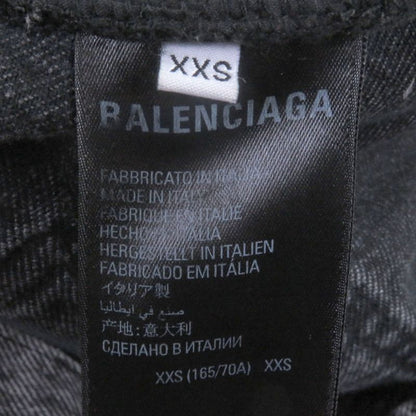 XXS
BALENCIAGA
FABBRICATO IN ITALIA
MADE IN ITALY
FABRIQUÉ EN ITALIE
HECHO EN ITALIA
HERGESTELLT IN ITALIEN
FABRICADO EM ITÁLIA
イタリア製
صنع في ايطاليا
产地: 意大利
СДЕЛАНО В ИТАЛИИ
XXS (165/70A) XXS